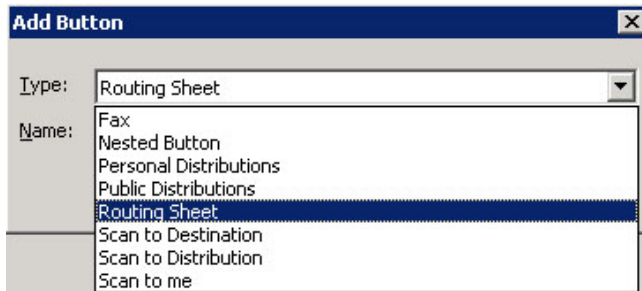 Add Button
Type: Routing Sheet
Name:
Fax
Nested Button
Personal Distributions
Public Distributions
Routing Sheet
Scan to Destination
Scan to Distribution
Scan to me